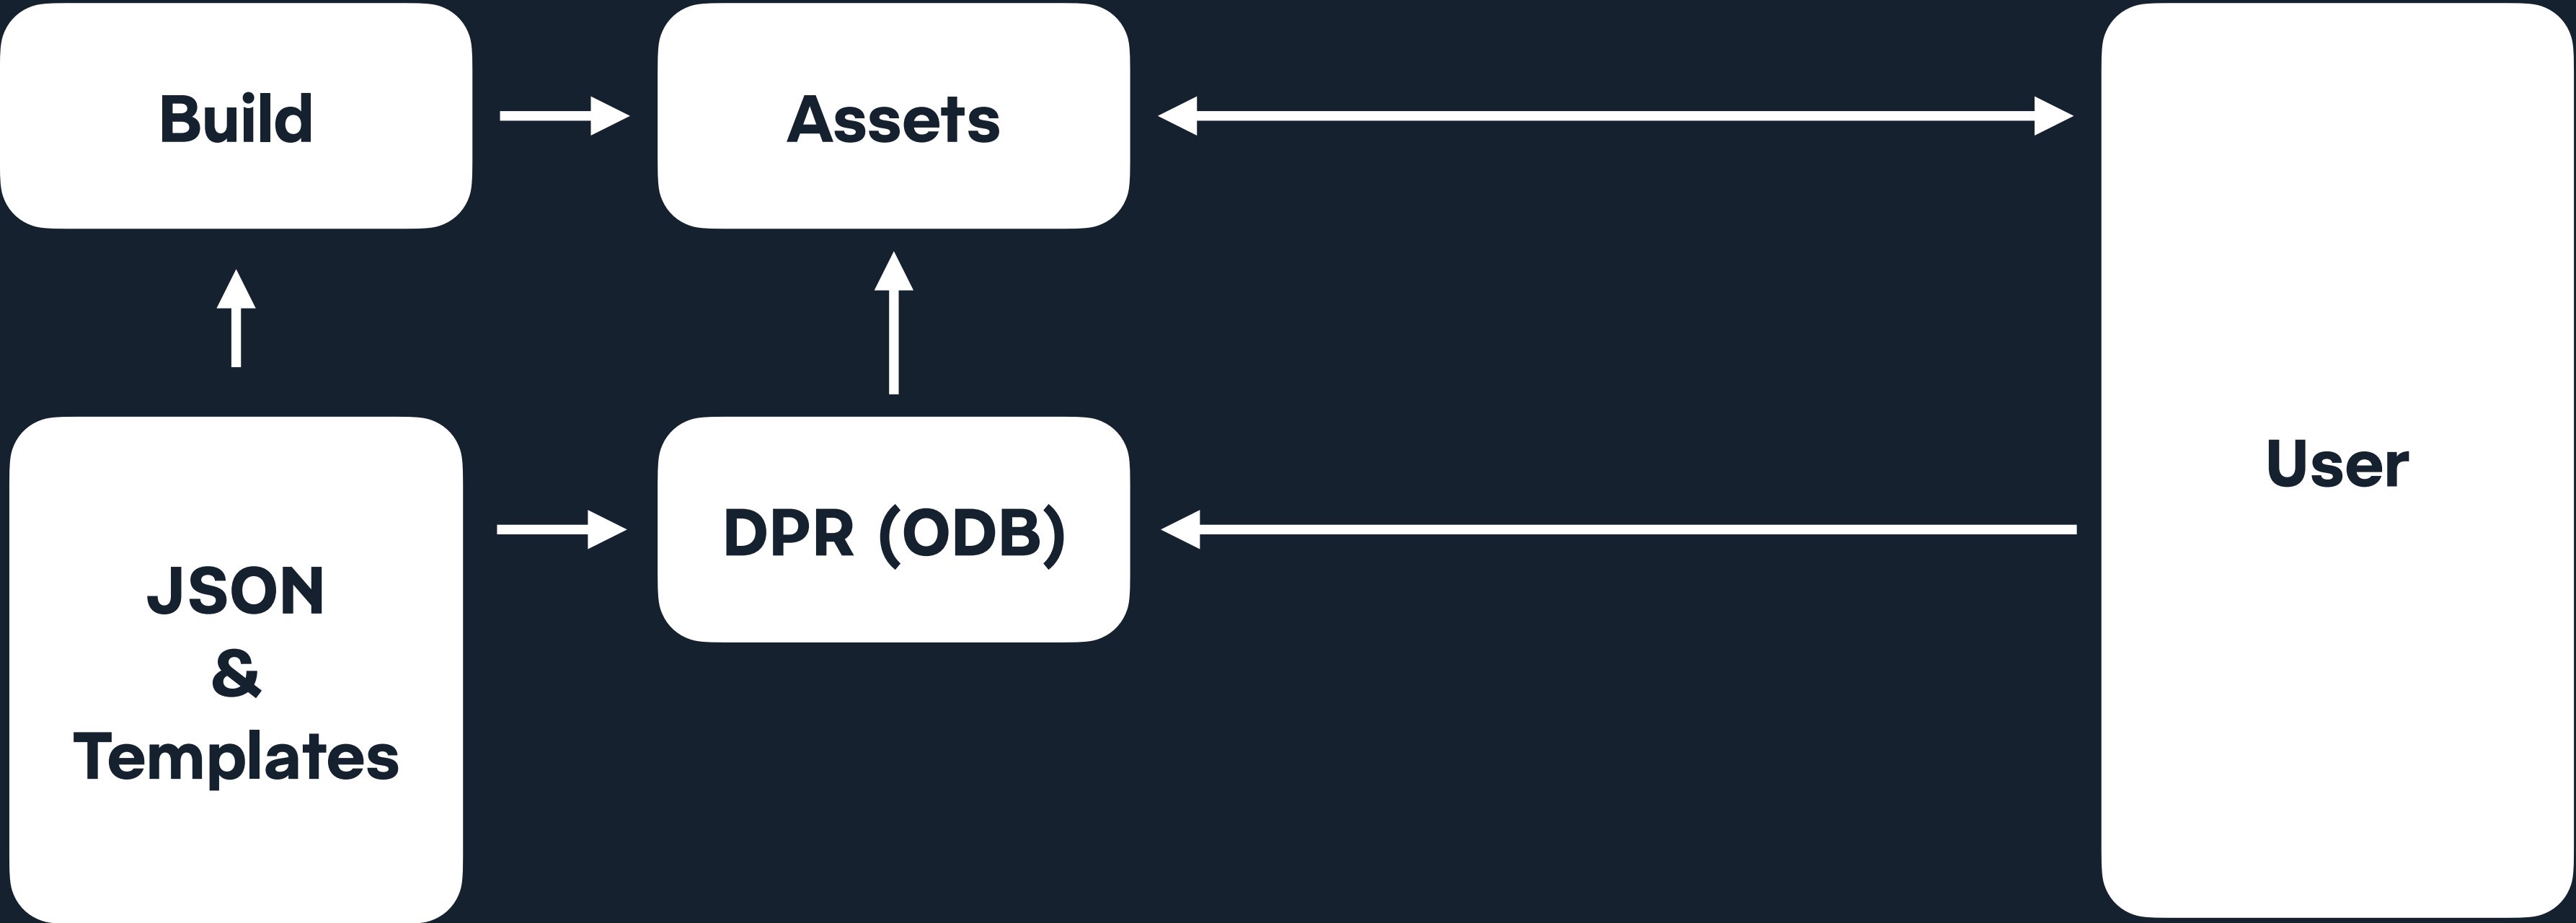 Build
Assets
User
DPR (ODB)
JSON
&
Templates